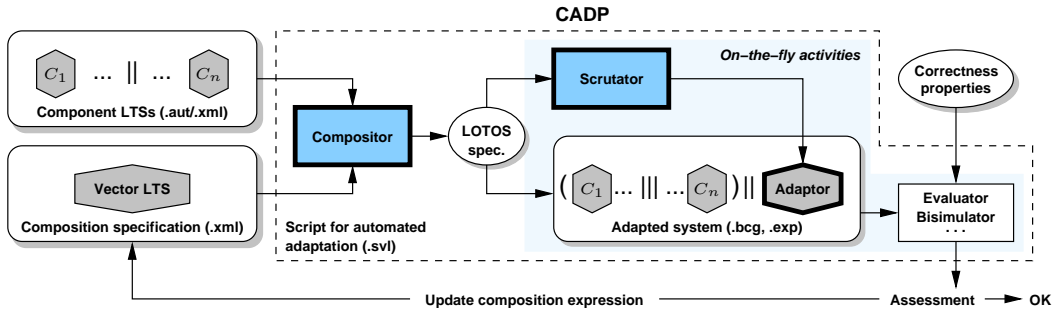 CADP
C1 ... || ... Cn
Component LTSs (.aut/.xml)
Vector LTS
Composition specification (.xml)
Compositor
Script for automated
adaptation (.svl)
LOTOS
spec.
On–the–fly activities
Scrutator
( C1 ... ||| ... Cn ) || Adaptor
Adapted system (.bcg, .exp)
Correctness
properties
Evaluator
Bisimulator
. . .
Update composition expression
Assessment
OK